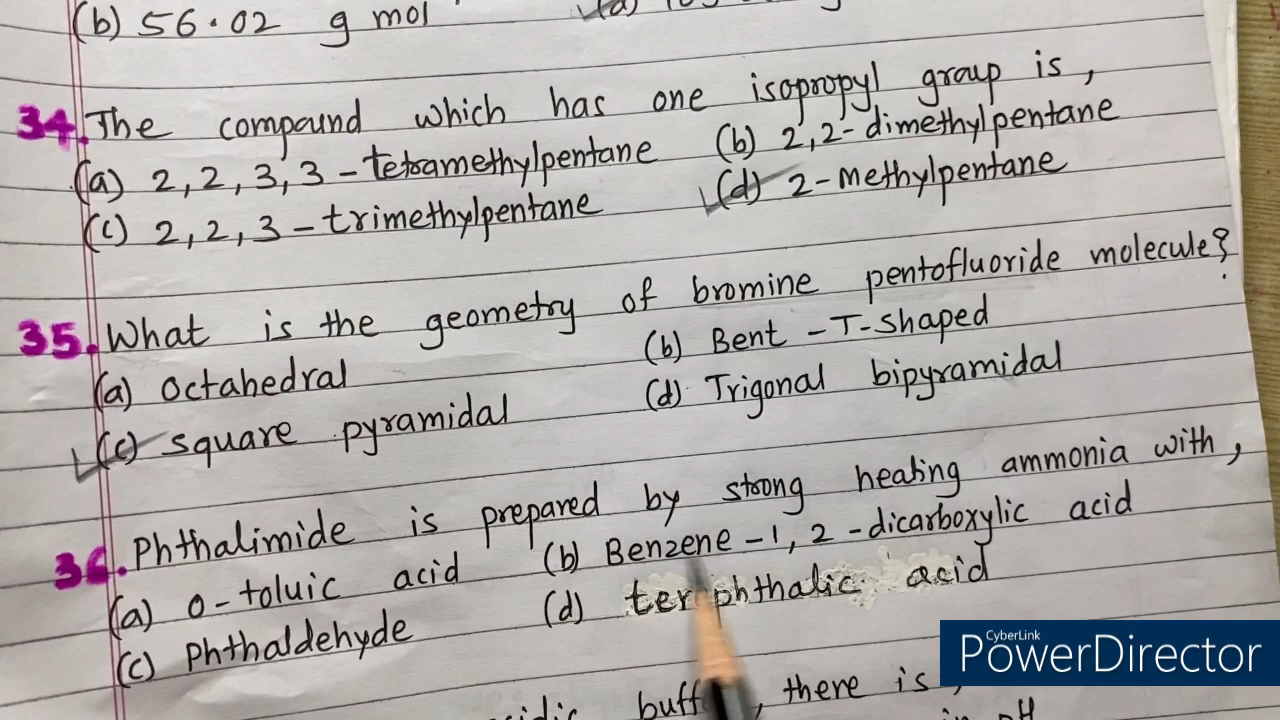 (b) 56.02 g mol
34. The compound which has one isopropyl group is,
(a) 2,2,3,3-tetramethylpentane (b) 2,2-dimethylpentane
(c) 2,2,3-trimethylpentane (d) 2-methylpentane
35. What is the geometry of bromine pentofluoride molecule?
(a) Octahedral (b) Bent -T-shaped
(c) square pyramidal (d) Trigonal bipyramidal
36. Phthalimide is prepared by strong heating ammonia with,
(a) o-toluic acid (b) Benzene-1,2-dicarboxylic acid
(c) Phthaldehyde (d) terephthalic acid
there is,
in pH
CyberLink
PowerDirector